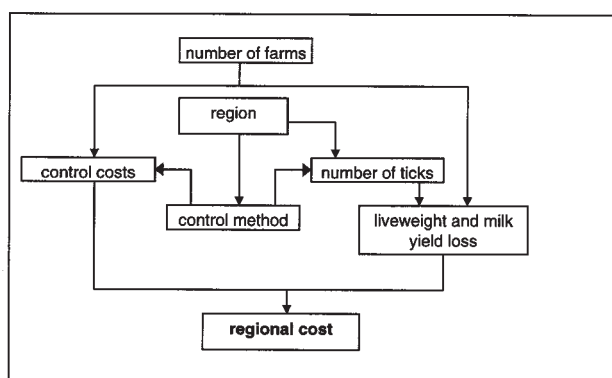 number of farms
region
control costs
number of ticks
control method
liveweight and milk
yield loss
regional cost